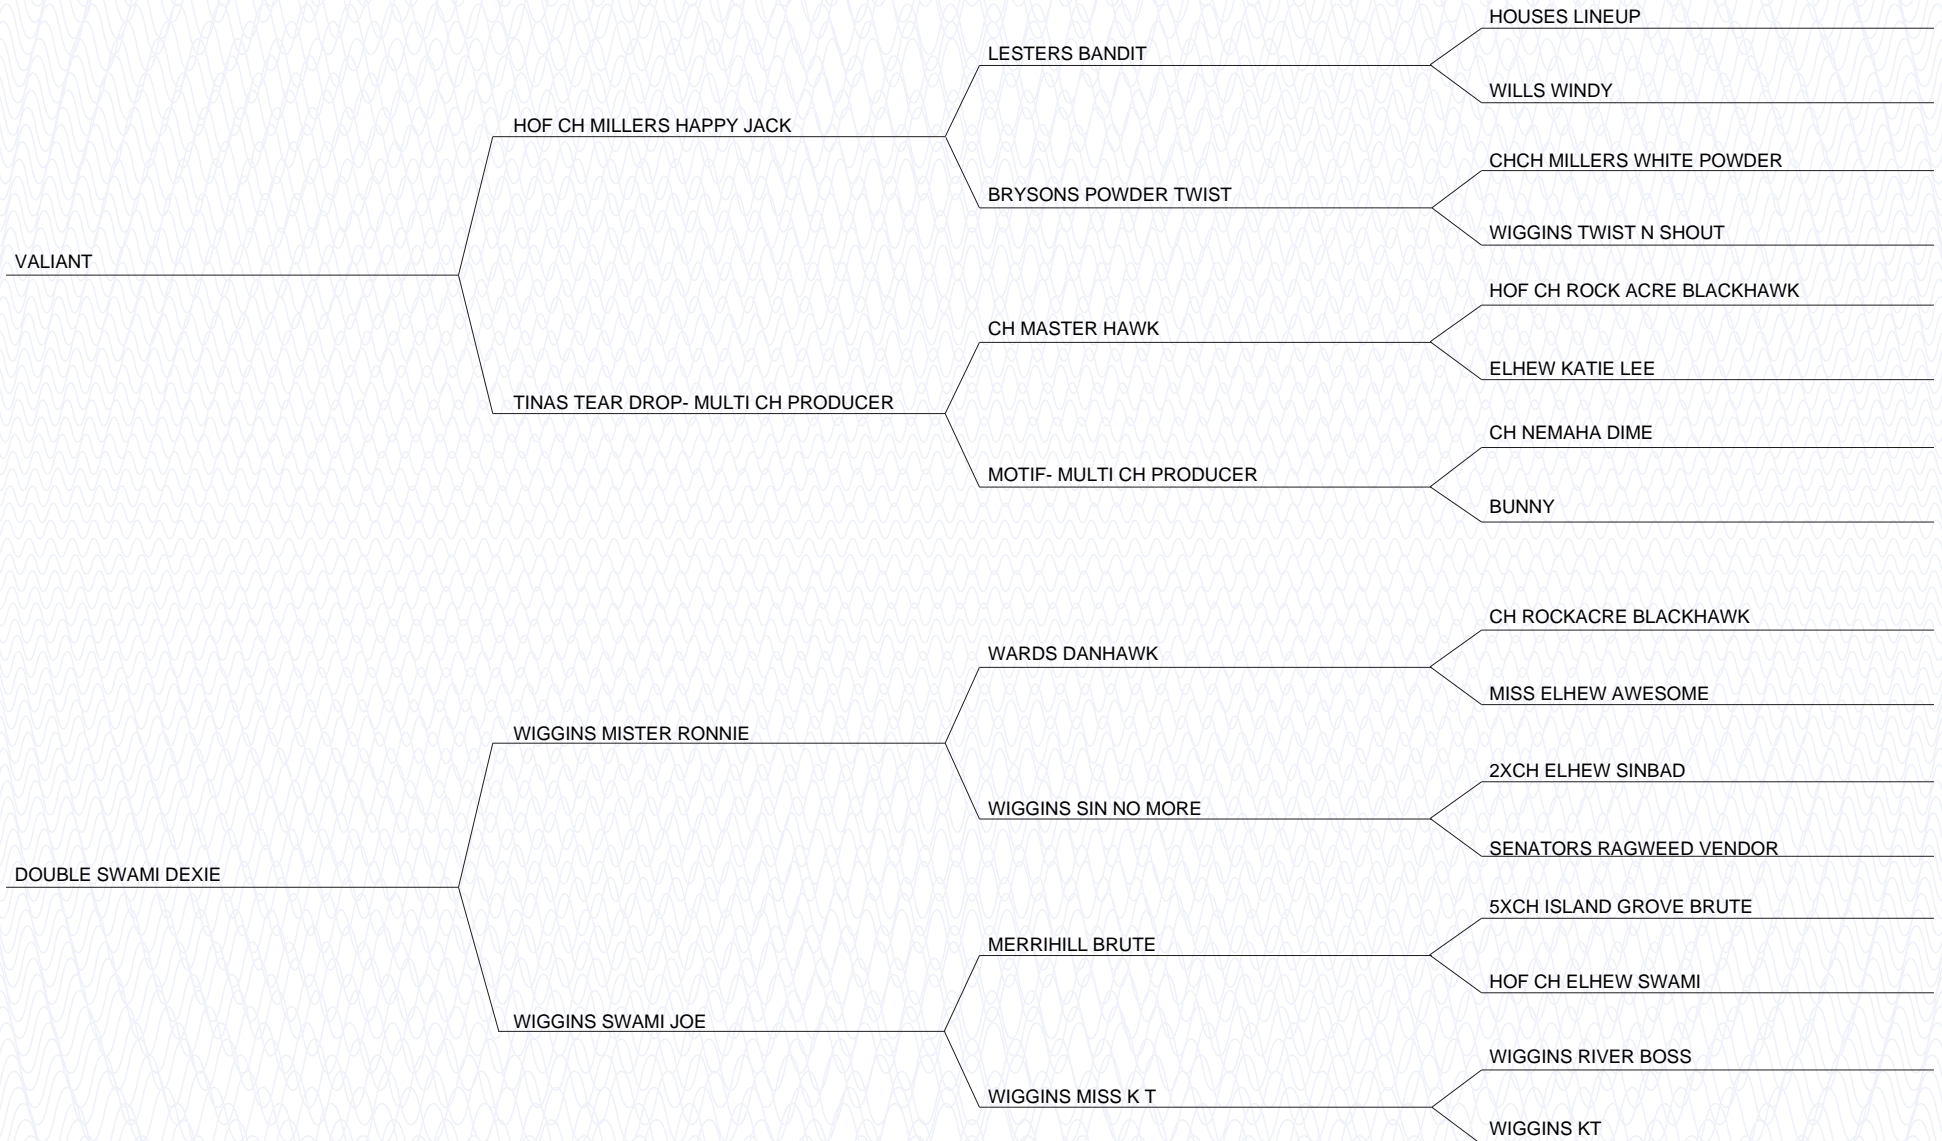 HOUSES LINEUP
LESTERS BANDIT
WILLS WINDY
HOF CH MILLERS HAPPY JACK
CHCH MILLERS WHITE POWDER
BRYSONS POWDER TWIST
WIGGINS TWIST N SHOUT
VALIANT
HOF CH ROCK ACRE BLACKHAWK
CH MASTER HAWK
ELHEW KATIE LEE
TINAS TEAR DROP- MULTI CH PRODUCER
CH NEMAHA DIME
MOTIF- MULTI CH PRODUCER
BUNNY
CH ROCKACRE BLACKHAWK
WARDS DANHAWK
MISS ELHEW AWESOME
WIGGINS MISTER RONNIE
2XCH ELHEW SINBAD
WIGGINS SIN NO MORE
SENATORS RAGWEED VENDOR
DOUBLE SWAMI DEXIE
5XCH ISLAND GROVE BRUTE
MERRIHILL BRUTE
HOF CH ELHEW SWAMI
WIGGINS SWAMI JOE
WIGGINS RIVER BOSS
WIGGINS MISS K T
WIGGINS KT